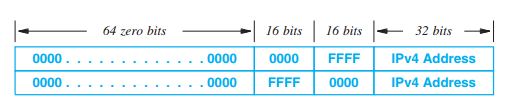 64 zero bits 16 bits 16 bits 32 bits
0000 . . . . . . . . . . . . . 0000 0000 FFFF IPv4 Address
0000 . . . . . . . . . . . . . 0000 FFFF 0000 IPv4 Address